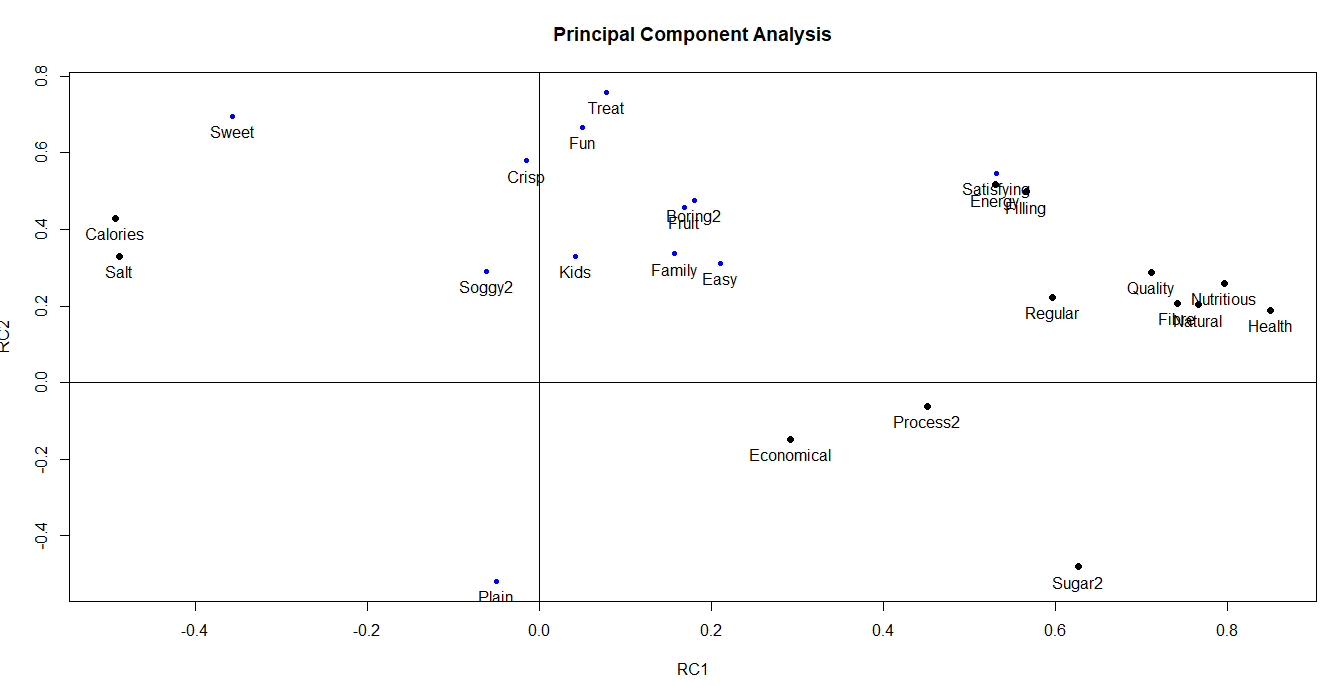 Principal Component Analysis
0.8
Treat
Sweet
Fun
0.6
Crisp
Satisfying
Energy
Filling
Boring2
Fruit
0.4
Calories
Salt
Kids
Family
Easy
Soggy2
Quality
Nutritious
0.2
Regular
Fibre
Natural
Health
RC2
0.0
Process2
Economical
-0.2
-0.4
Sugar2
Plain
-0.4 -0.2 0.0 0.2 0.4 0.6 0.8
RC1